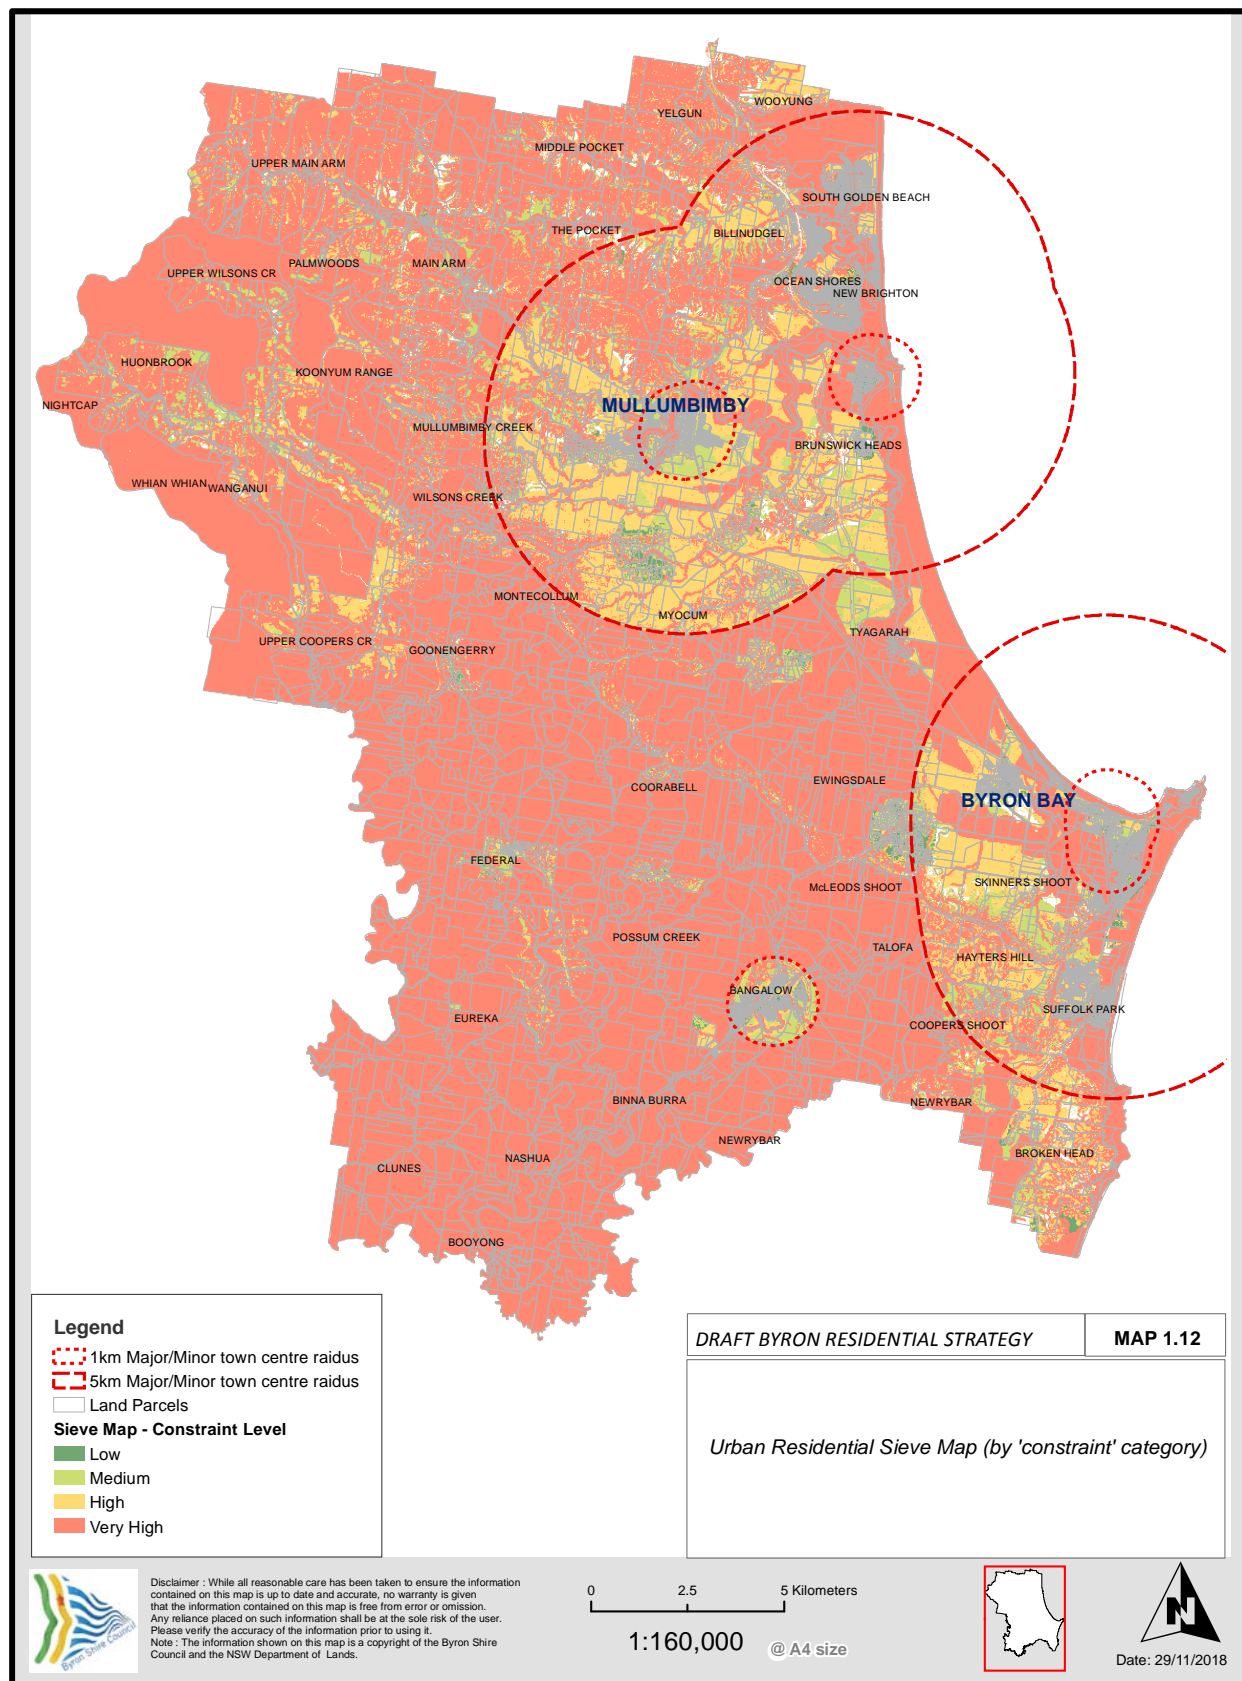 WOOYUNG
YELGUN
MIDDLE POCKET
UPPER MAIN ARM
SOUTH GOLDEN BEACH
THE POCKET
BILLINUDGEL
PALMWOODS
MAIN ARM
UPPER WILSONS CR
OCEAN SHORES
NEW BRIGHTON
HUONBROOK
KOONYUM RANGE
NIGHTCAP
MULLUMBIMBY
MULLUMBIMBY CREEK
BRUNSWICK HEADS
WHIAN WHIAN
WANGANUI
WILSONS CREEK
MONTECOLLUM
MYOCUM
TYAGARAH
UPPER COOPERS CR
GOONENGERRY
COORABELL
EWINGSDALE
BYRON BAY
FEDERAL
McLEODS SHOOT
SKINNERS SHOOT
POSSUM CREEK
TALOFA
HAYTERS HILL
BANGALOW
EUREKA
COOPERS SHOOT
SUFFOLK PARK
BINNA BURRA
NEWRYBAR
NEWRYBAR
BROKEN HEAD
NASHUA
CLUNES
BOOYONG
Legend
1km Major/Minor town centre raidus
5km Major/Minor town centre raidus
Land Parcels
Sieve Map - Constraint Level
Low
Medium
High
Very High
DRAFT BYRON RESIDENTIAL STRATEGY
MAP 1.12
Urban Residential Sieve Map (by 'constraint' category)
Byron Shire Council
Disclaimer : While all reasonable care has been taken to ensure the information
contained on this map is up to date and accurate, no warranty is given
that the information contained on this map is free from error or omission.
Any reliance placed on such information shall be at the sole risk of the user.
Please verify the accuracy of the information prior to using it.
Note : The information shown on this map is a copyright of the Byron Shire
Council and the NSW Department of Lands.
0 2.5 5 Kilometers
1:160,000 @ A4 size
N
Date: 29/11/2018